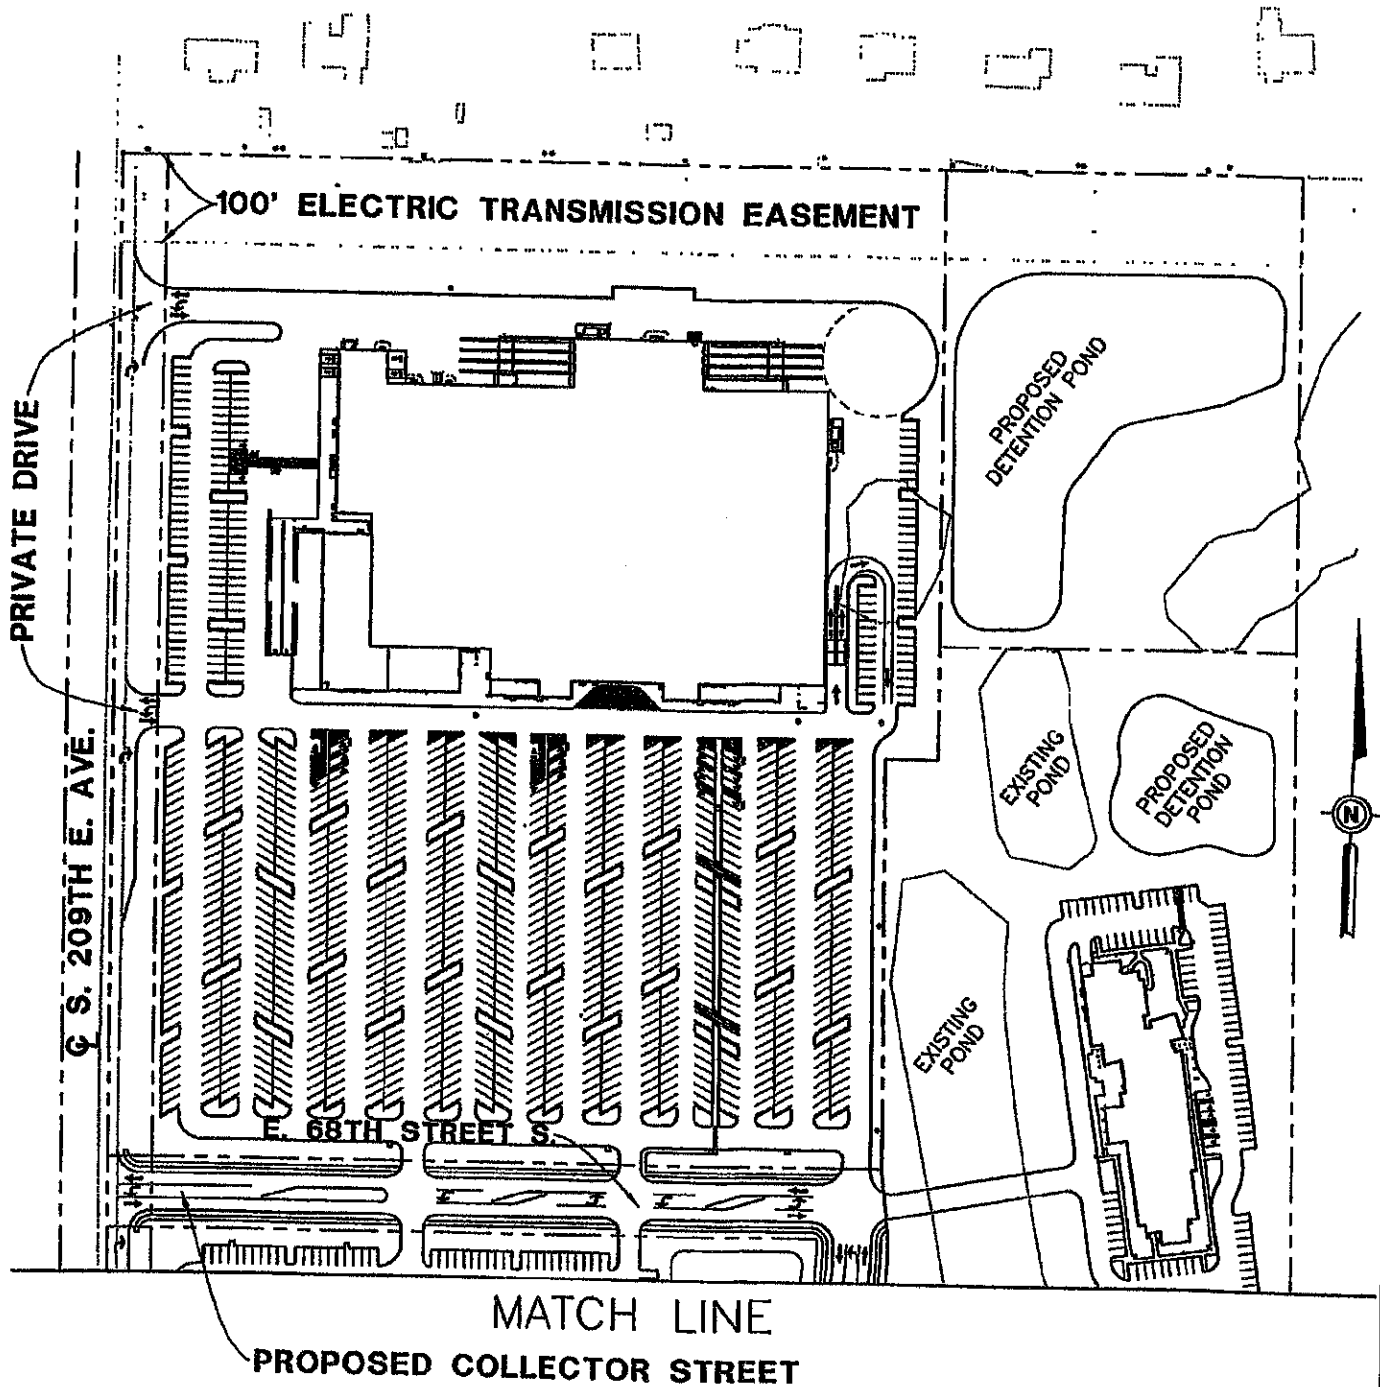 100' ELECTRIC TRANSMISSION EASEMENT
PRIVATE DRIVE
PROPOSED
DETENTION POND
EXISTING
POND
PROPOSED
DETENTION
POND
℄ S. 209TH E. AVE.
N
EXISTING
POND
E. 68TH STREET S.
MATCH LINE
PROPOSED COLLECTOR STREET